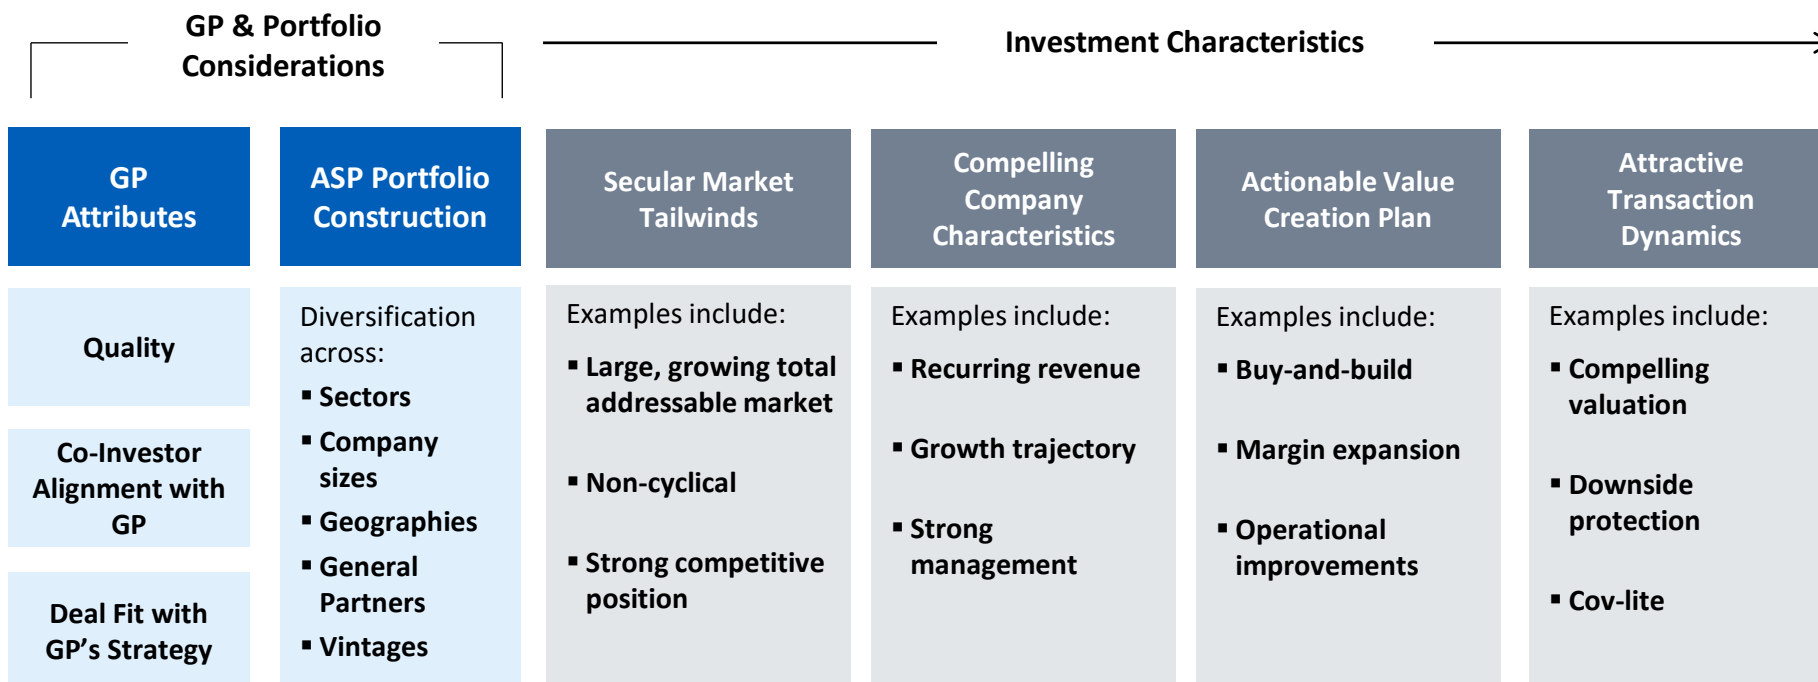 GP & Portfolio
Considerations
Investment Characteristics
GP
Attributes
Quality
Co-Investor
Alignment with
GP
Deal Fit with
GP’s Strategy
ASP Portfolio
Construction
Diversification
across:
▪ Sectors
▪ Company
sizes
▪ Geographies
▪ General
Partners
▪ Vintages
Secular Market
Tailwinds
Examples include:
▪ Large, growing total
addressable market
▪ Non-cyclical
▪ Strong competitive
position
Compelling
Company
Characteristics
Examples include:
▪ Recurring revenue
▪ Growth trajectory
▪ Strong
management
Actionable Value
Creation Plan
Examples include:
▪ Buy-and-build
▪ Margin expansion
▪ Operational
improvements
Attractive
Transaction
Dynamics
Examples include:
▪ Compelling
valuation
▪ Downside
protection
▪ Cov-lite